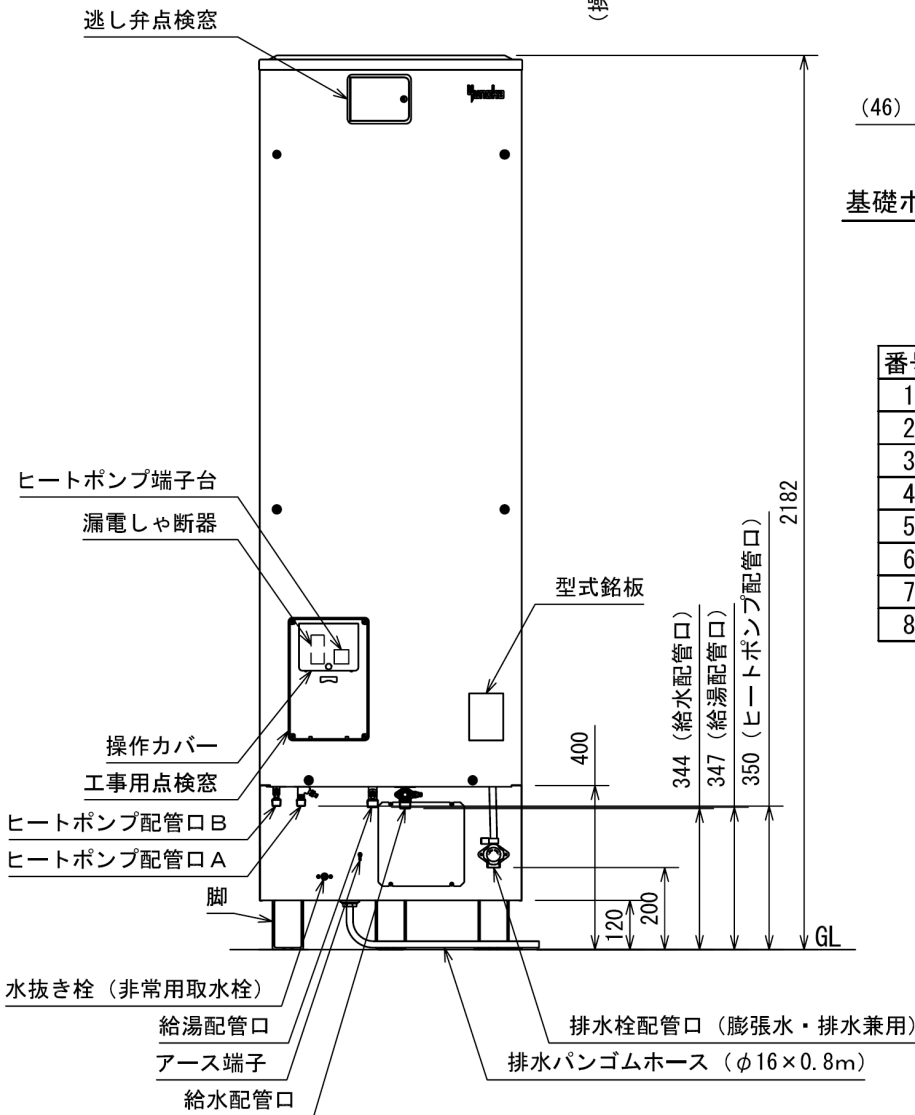 逃し弁点検窓
(46)
基礎ボ
番号
1
2
3
4
5
6
7
8
ヒートポンプ端子台
漏電しゃ断器
型式銘板
操作カバー
工事用点検窓
ヒートポンプ配管口B
ヒートポンプ配管口A
脚
400
344（給水配管口）
347（給湯配管口）
350（ヒートポンプ配管口）
2182
120
200
GL
水抜き栓（非常用取水栓）
給湯配管口
アース端子
給水配管口
排水栓配管口（膨張水・排水兼用）
排水パンゴムホース（φ16×0.8m）